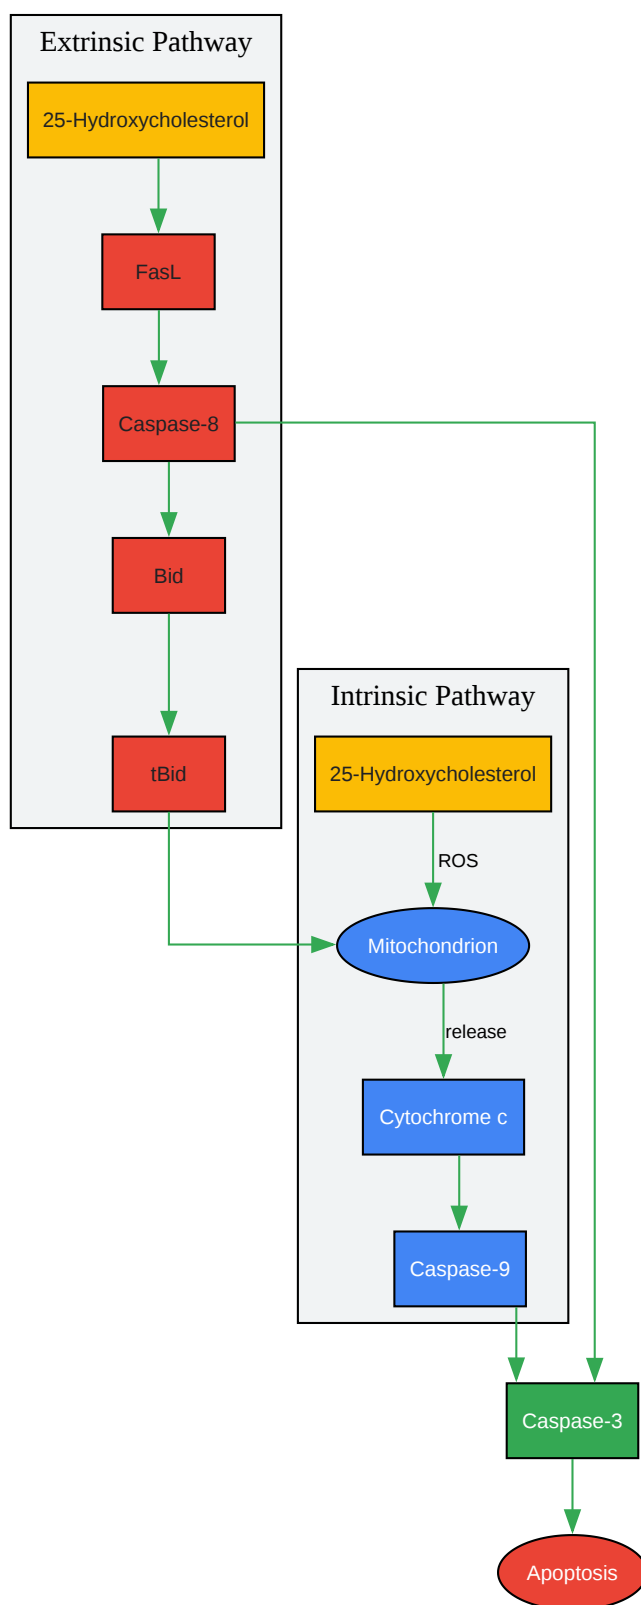 Extrinsic Pathway
25-Hydroxycholesterol
FasL
Caspase-8
Bid
tBid
Intrinsic Pathway
25-Hydroxycholesterol
ROS
Mitochondrion
release
Cytochrome c
Caspase-9
Caspase-3
Apoptosis